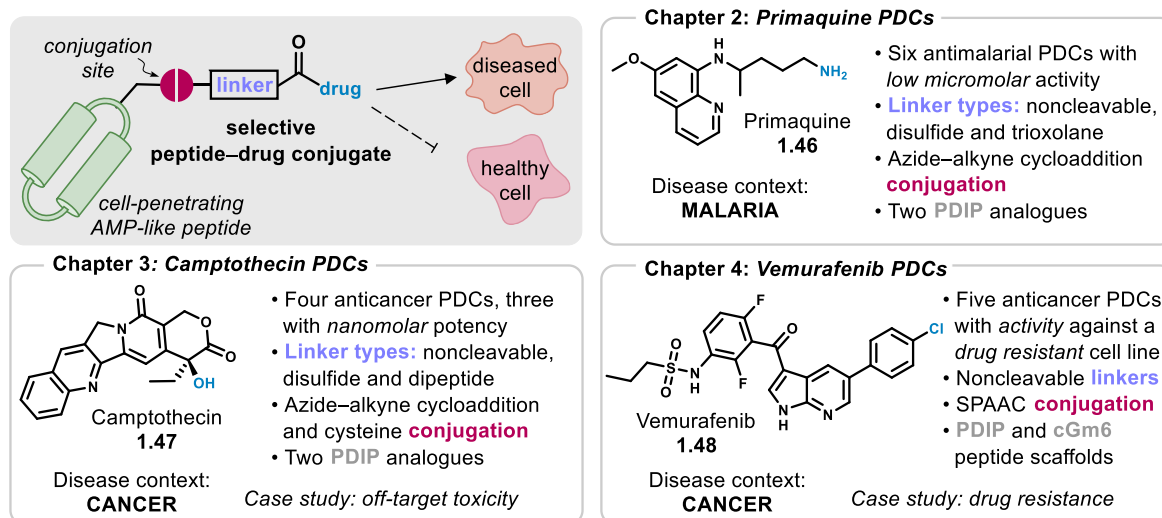 conjugation
site
linker
O
drug
selective
peptide–drug conjugate
cell-penetrating
AMP-like peptide
diseased
cell
healthy
cell
Chapter 2: Primaquine PDCs
H
N
O
NH2
N
Primaquine
1.46
Disease context:
MALARIA
• Six antimalarial PDCs with
low micromolar activity
• Linker types: noncleavable,
disulfide and trioxolane
• Azide–alkyne cycloaddition
conjugation
• Two PDIP analogues
Chapter 3: Camptothecin PDCs
O
N
O
O
N
OH
Camptothecin
1.47
Disease context:
CANCER
• Four anticancer PDCs, three
with nanomolar potency
• Linker types: noncleavable,
disulfide and dipeptide
• Azide–alkyne cycloaddition
and cysteine conjugation
• Two PDIP analogues
Case study: off-target toxicity
Chapter 4: Vemurafenib PDCs
F
O
Cl
O
S
N
H
O
F
N
H
N
Vemurafenib
1.48
Disease context:
CANCER
• Five anticancer PDCs
with activity against a
drug resistant cell line
• Noncleavable linkers
• SPAAC conjugation
• PDIP and cGm6
peptide scaffolds
Case study: drug resistance